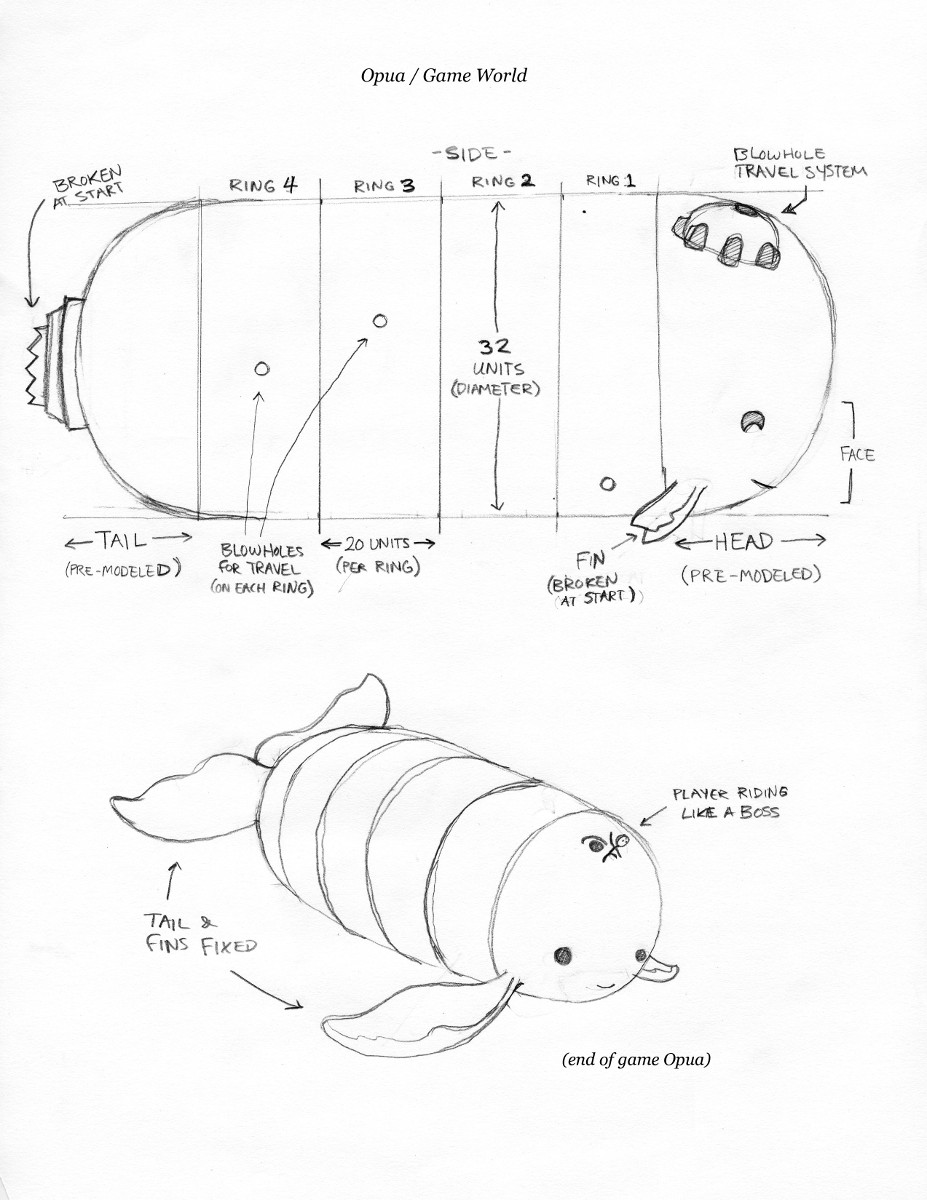 Opua / Game World
-SIDE-
BROKEN
AT START
RING 4
RING 3
RING 2
RING 1
BLOWHOLE
TRAVEL SYSTEM
32
UNITS
(DIAMETER)
FACE
TAIL
(PRE-MODELED)
BLOWHOLES
FOR TRAVEL
(ON EACH RING)
20 UNITS
(PER RING)
FIN
(BROKEN
AT START)
HEAD
(PRE-MODELED)
PLAYER RIDING
LIKE A BOSS
TAIL &
FINS FIXED
(end of game Opua)